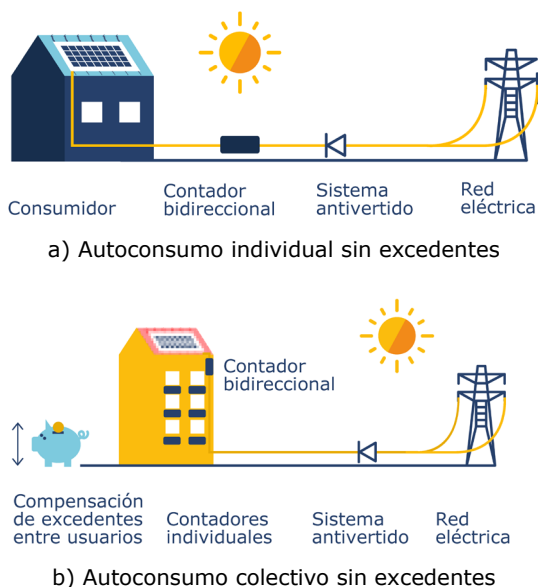 Consumidor
Contador
bidireccional
Sistema
antivertido
Red
eléctrica
a) Autoconsumo individual sin excedentes
Contador
bidireccional
Compensación
de excedentes
entre usuarios
Contadores
individuales
Sistema
antivertido
Red
eléctrica
b) Autoconsumo colectivo sin excedentes